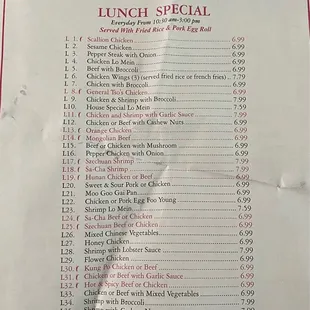 LUNCH SPECIAL
Everyday From 10:30 am-3:00 pm
Served With Fried Rice & Pork Egg Roll
L 1. Scallion Chicken 6.99
L 2. Sesame Chicken 6.99
L 3. Pepper Steak with Onion 6.99
L 4. Chicken Lo Mein 6.99
L 5. Beef with Broccoli 6.99
L 6. Chicken Wings (3) (served fried rice or french fries) 7.79
L 7. Chicken with Broccoli 6.99
L 8. General Tso's Chicken 6.99
L 9. Chicken & Shrimp with Broccoli 7.99
L10. House Special Lo Mein 7.59
L11. Chicken and Shrimp with Garlic Sauce 7.99
L12. Chicken or Beef with Cashew Nuts 6.99
L13. Orange Chicken 6.99
L14. Mongolian Beef 6.99
L15. Beef or Chicken with Mushroom 7.99
L16. Pepper Chicken with Onion 6.99
L17. Szechuan Shrimp 7.99
L18. Sa-Cha Shrimp 7.99
L19. Hunan Chicken or Beef 6.99
L20. Sweet & Sour Pork or Chicken 6.99
L21. Moo Goo Gai Pan 6.99
L22. Chicken or Pork Egg Foo Young 6.99
L23. Shrimp Lo Mein 7.59
L24. Sa-Cha Beef or Chicken 6.99
L25. Szechuan Beef or Chicken 6.99
L26. Mixed Chinese Vegetables 6.99
L27. Honey Chicken 6.99
L28. Shrimp with Lobster Sauce 7.99
L29. Flower Chicken 6.99
L30. Kung Po Chicken or Beef 6.99
L31. Chicken or Beef with Garlic Sauce 6.99
L32. Hot & Spicy Beef or Chicken 6.99
L33. Chicken or Beef with Mixed Vegetables 6.99
L34. Shrimp with Broccoli 7.99